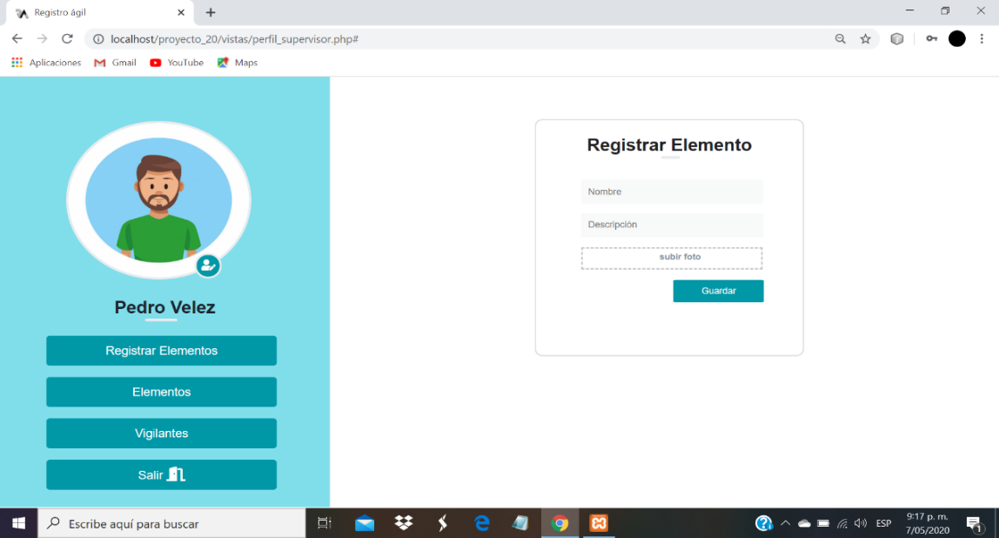 Registro ágil
localhost/proyecto_20/vistas/perfil_supervisor.php#
Aplicaciones Gmail YouTube Maps
Pedro Velez
Registrar Elementos
Elementos
Vigilantes
Salir
Registrar Elemento
Nombre
Descripción
subir foto
Guardar
Escribe aquí para buscar
ESP
9:17 p. m.
7/05/2020
1